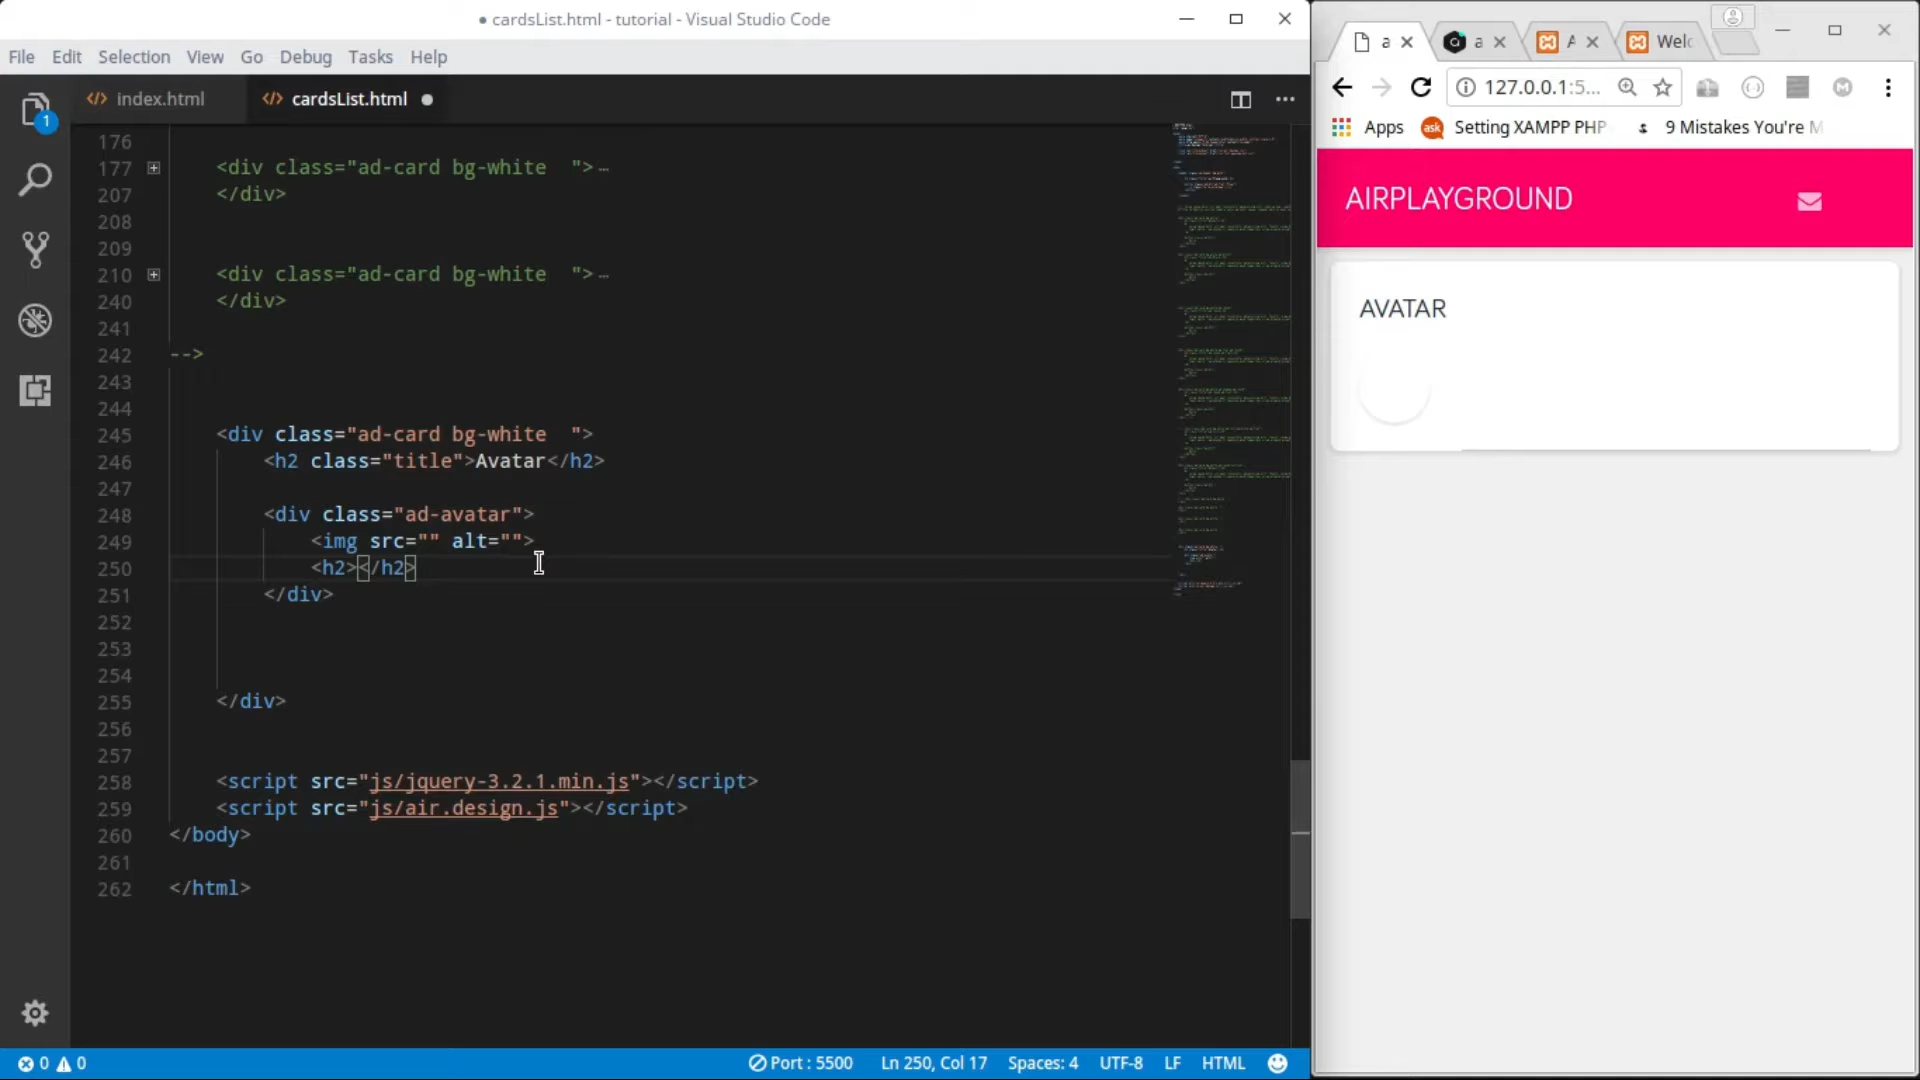 ● cardsList.html - tutorial - Visual Studio Code
File Edit Selection View Go Debug Tasks Help
1
index.html cardsList.html ●
176
177 <div class="ad-card bg-white  ">
207 </div>
208
209
210 <div class="ad-card bg-white  ">
240 </div>
241
242 -->
243
244
245 <div class="ad-card bg-white  ">
246 <h2 class="title">Avatar</h2>
247
248 <div class="ad-avatar">
249 <img src="" alt="">
250 <h2></h2>
251 </div>
252
253
254
255 </div>
256
257
258 <script src="js/jquery-3.2.1.min.js"></script>
259 <script src="js/air.design.js"></script>
260 </body>
261
262 </html>
0 0 Port : 5500 Ln 250, Col 17 Spaces: 4 UTF-8 LF HTML
a a A Welc
127.0.0.1:5...
Apps ask Setting XAMPP PHP 9 Mistakes You're M
AIRPLAYGROUND
AVATAR